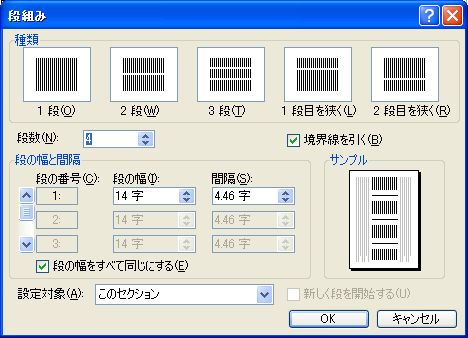 段組み
種類
1 段(O)
2 段(W)
3 段(T)
1 段目を狭く(L)
2 段目を狭く(R)
段数(N):
4
境界線を引く(B)
段の幅と間隔
段の番号(C):
段の幅(I):
間隔(S):
1:
14 字
4.46 字
2:
14 字
4.46 字
3:
14 字
4.46 字
段の幅をすべて同じにする(E)
サンプル
設定対象(A):
このセクション
新しく段を開始する(U)
OK
キャンセル